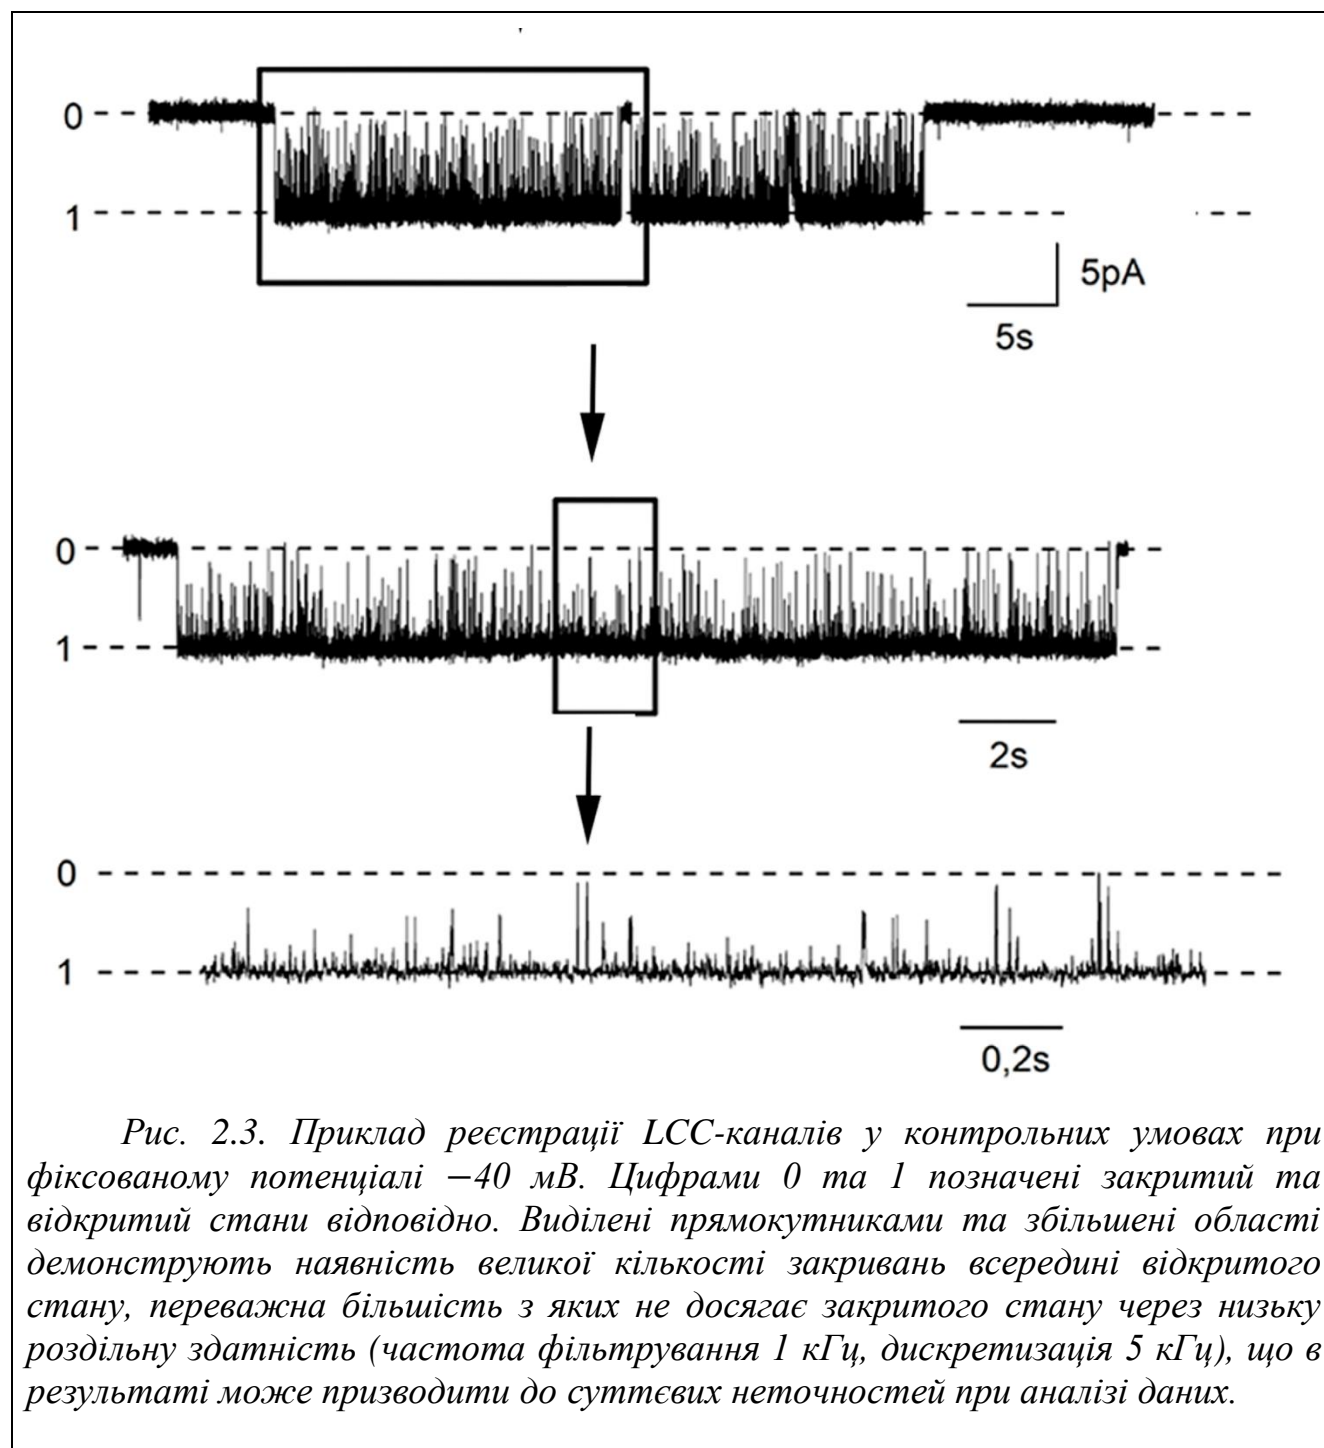 0
1
5pA
5s
0
1
2s
0
1
0,2s
Рис. 2.3. Приклад реєстрації LCC-каналів у контрольних умовах при
фіксованому потенціалі −40 мВ. Цифрами 0 та 1 позначені закритий та
відкритий стани відповідно. Виділені прямокутниками та збільшені області
демонструють наявність великої кількості закривань всередині відкритого
стану, переважна більшість з яких не досягає закритого стану через низьку
роздільну здатність (частота фільтрування 1 кГц, дискретизація 5 кГц), що в
результаті може призводити до суттєвих неточностей при аналізі даних.